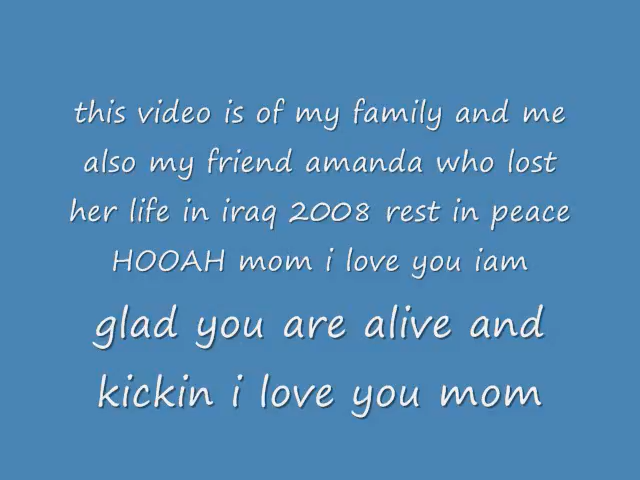 this video is of my family and me
also my friend amanda who lost
her life in iraq 2008 rest in peace
HOOAH mom i love you iam
glad you are alive and
kickin i love you mom